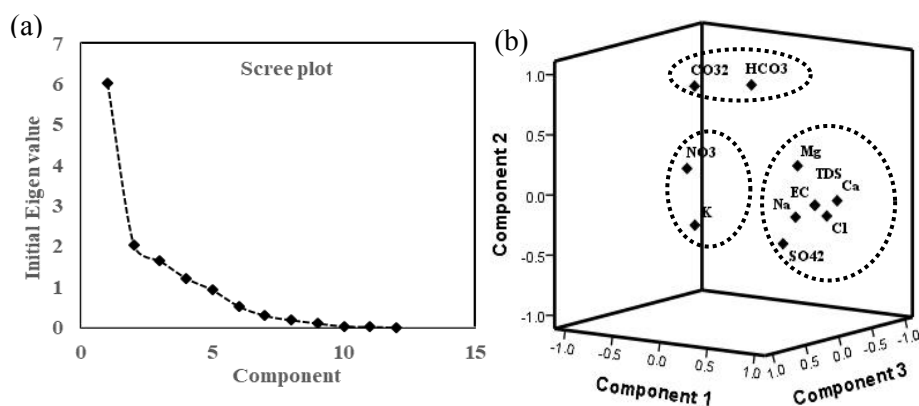 (a)
7
6
5
4
3
2
1
0
Initial Eigen value
Scree plot
0
5
10
15
Component
(b)
1.0
0.5
0.0
-0.5
-1.0
Component 2
CO32
HCO3
NO3
K
Mg
TDS
EC
Ca
Na
Cl
SO42
-1.0
-0.5
0.0
0.5
1.0
Component 1
1.0
0.5
0.0
-0.5
-1.0
Component 3